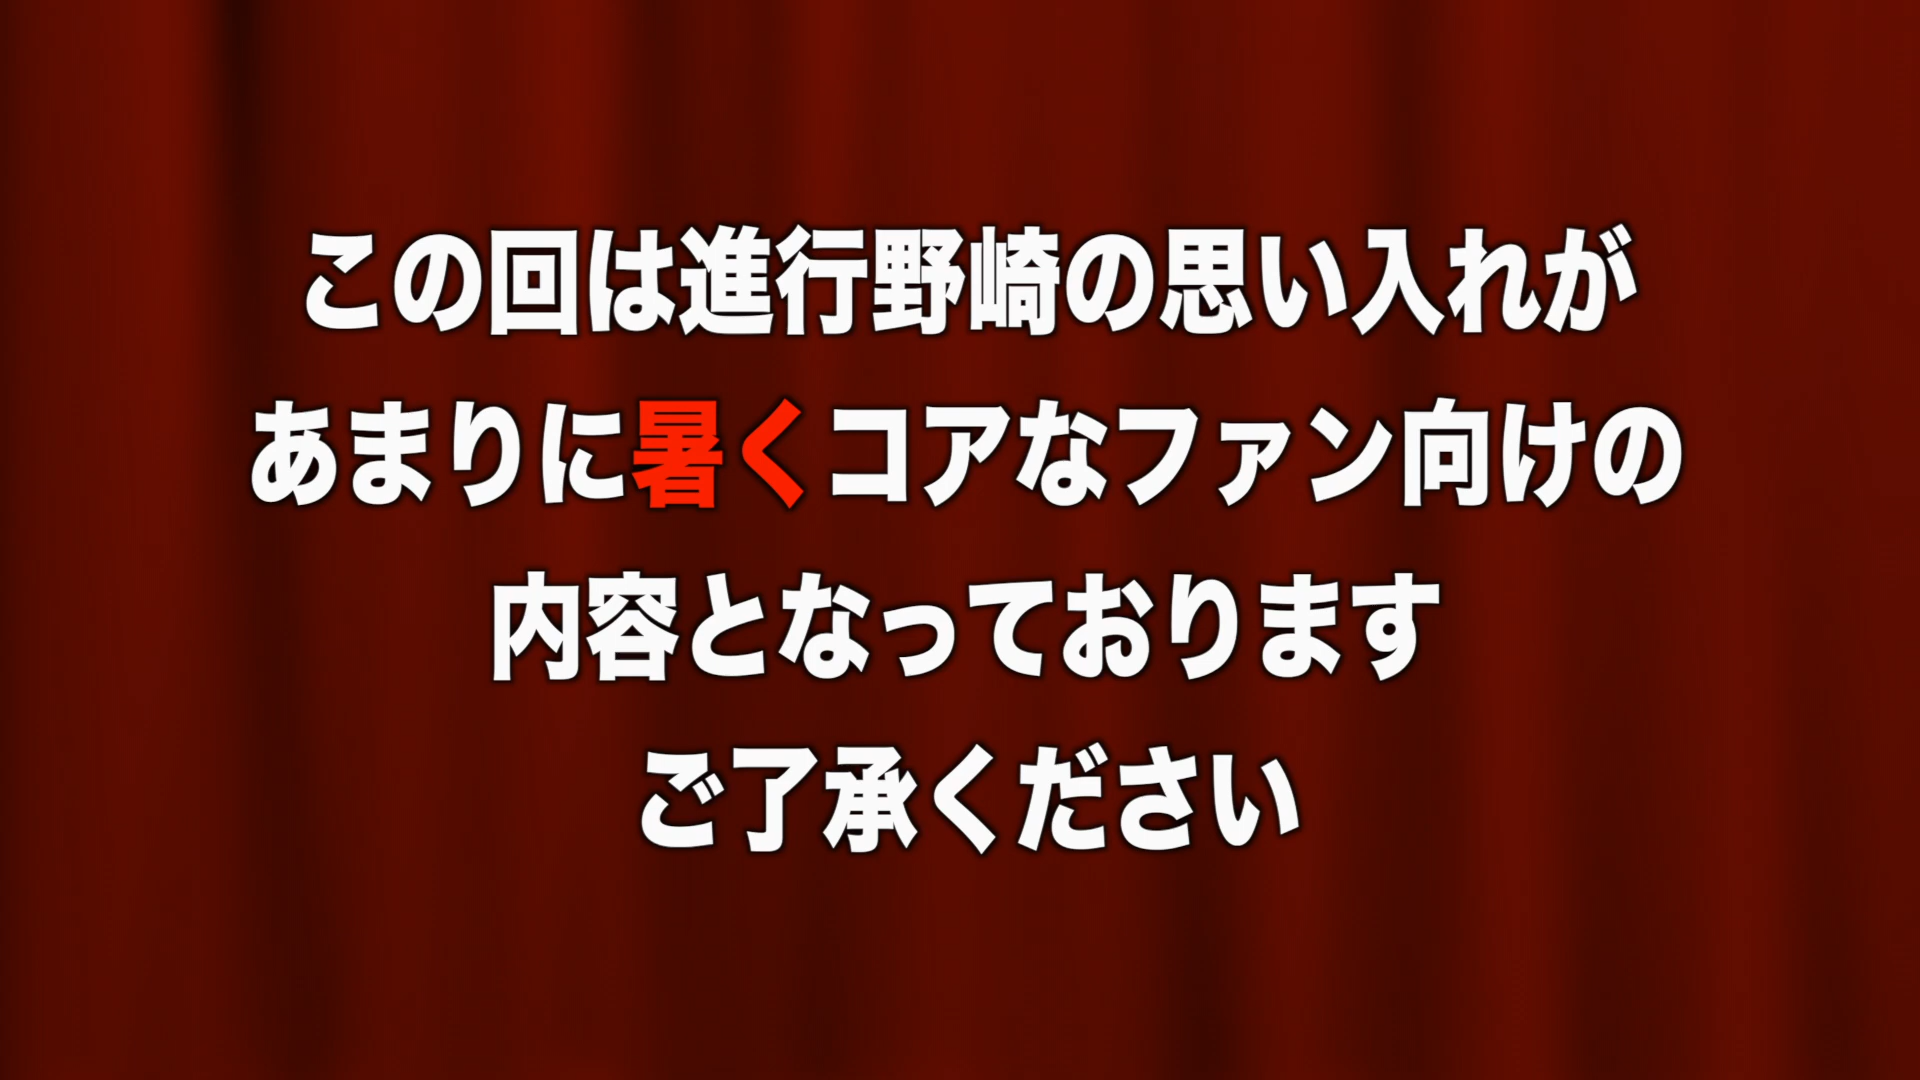 この回は進行野崎の思い入れが
あまりに暑くコアなファン向けの
内容となっております
ご了承ください